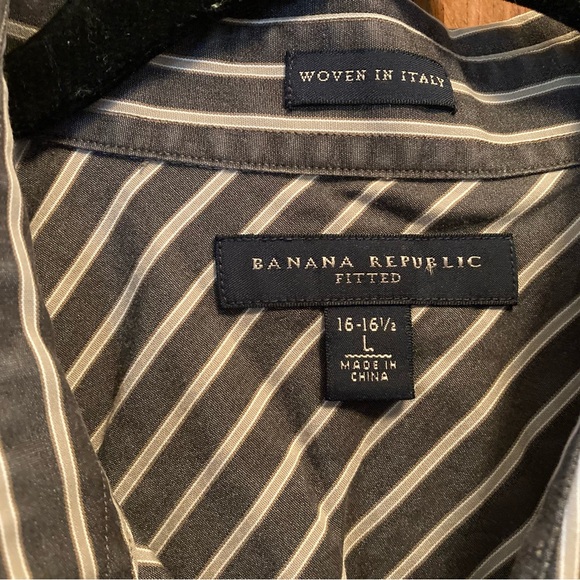 WOVEN IN ITALY
BANANA REPUBLIC
FITTED
16-16½
L
MADE IN
CHINA